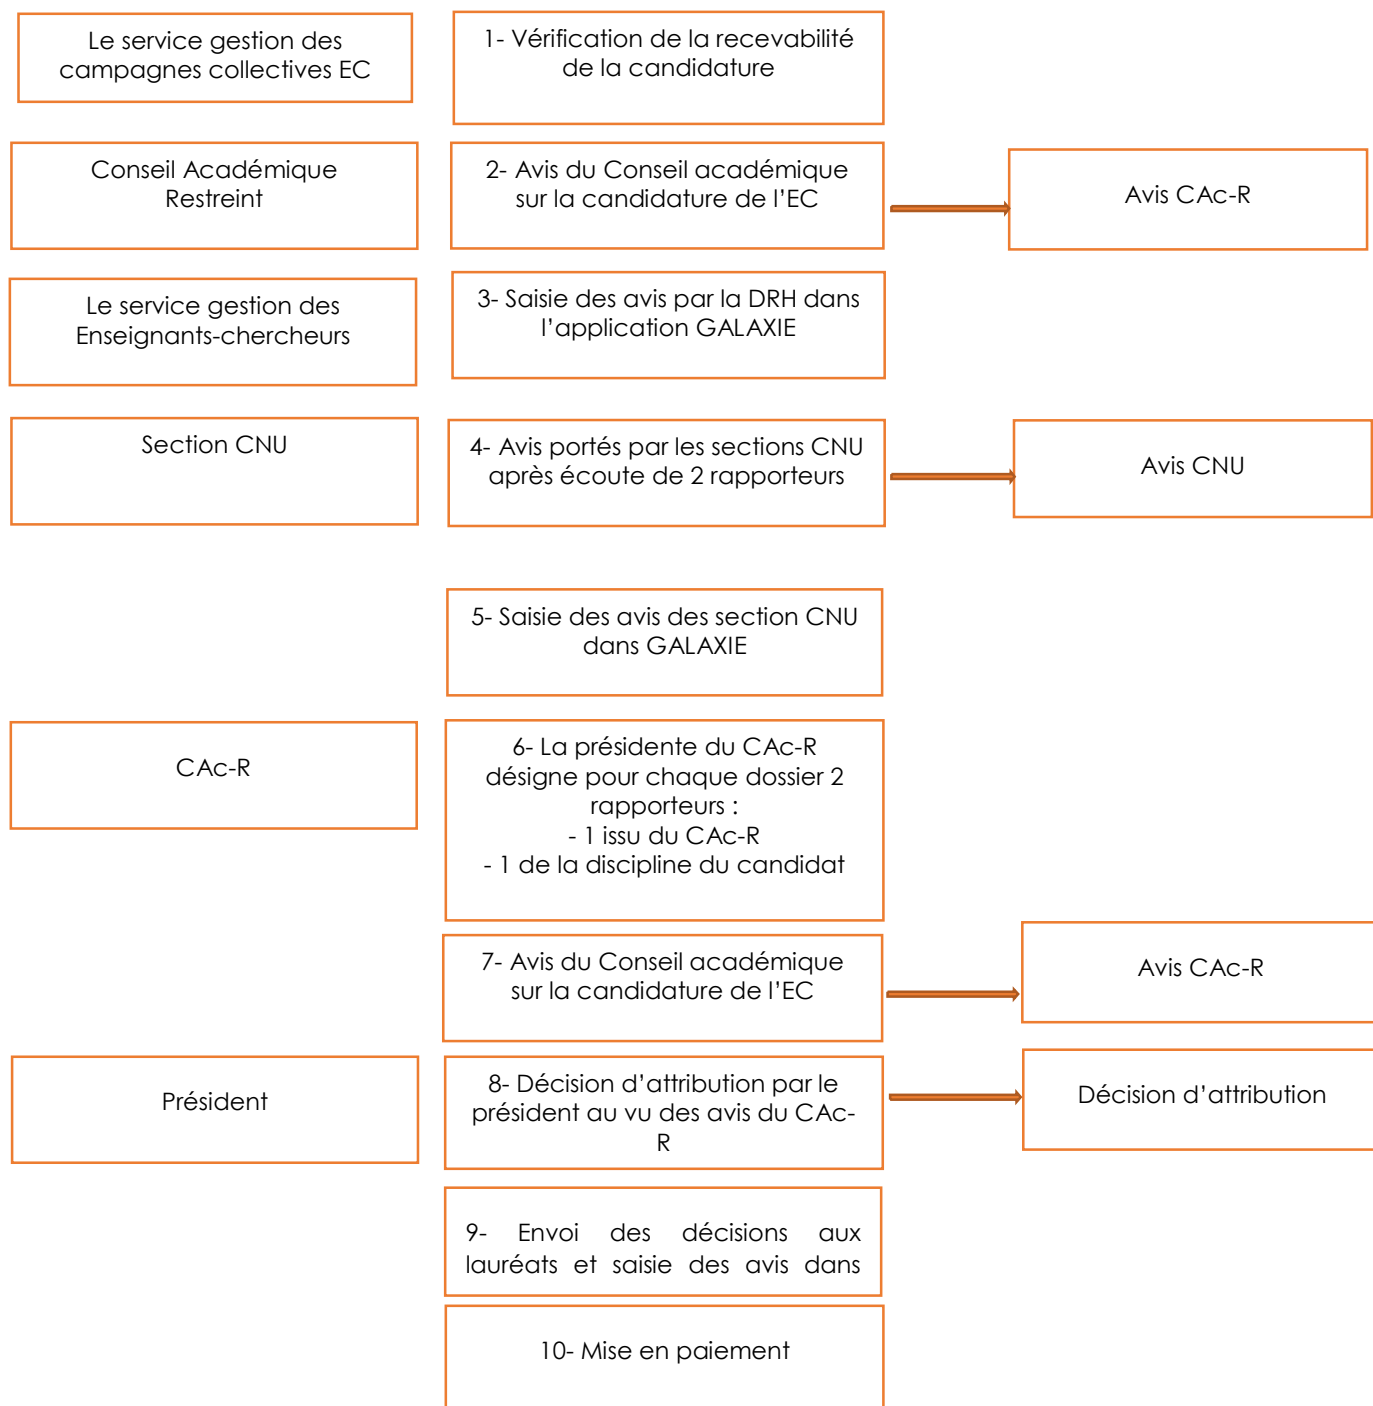 Le service gestion des
campagnes collectives EC
1- Vérification de la recevabilité
de la candidature
Conseil Académique
Restreint
2- Avis du Conseil académique
sur la candidature de l’EC
Avis CAc-R
Le service gestion des
Enseignants-chercheurs
3- Saisie des avis par la DRH dans
l’application GALAXIE
Section CNU
4- Avis portés par les sections CNU
après écoute de 2 rapporteurs
Avis CNU
5- Saisie des avis des section CNU
dans GALAXIE
CAc-R
6- La présidente du CAc-R
désigne pour chaque dossier 2
rapporteurs :
- 1 issu du CAc-R
- 1 de la discipline du candidat
7- Avis du Conseil académique
sur la candidature de l’EC
Avis CAc-R
Président
8- Décision d’attribution par le
président au vu des avis du CAc-
R
Décision d’attribution
9- Envoi des décisions aux
lauréats et saisie des avis dans
10- Mise en paiement